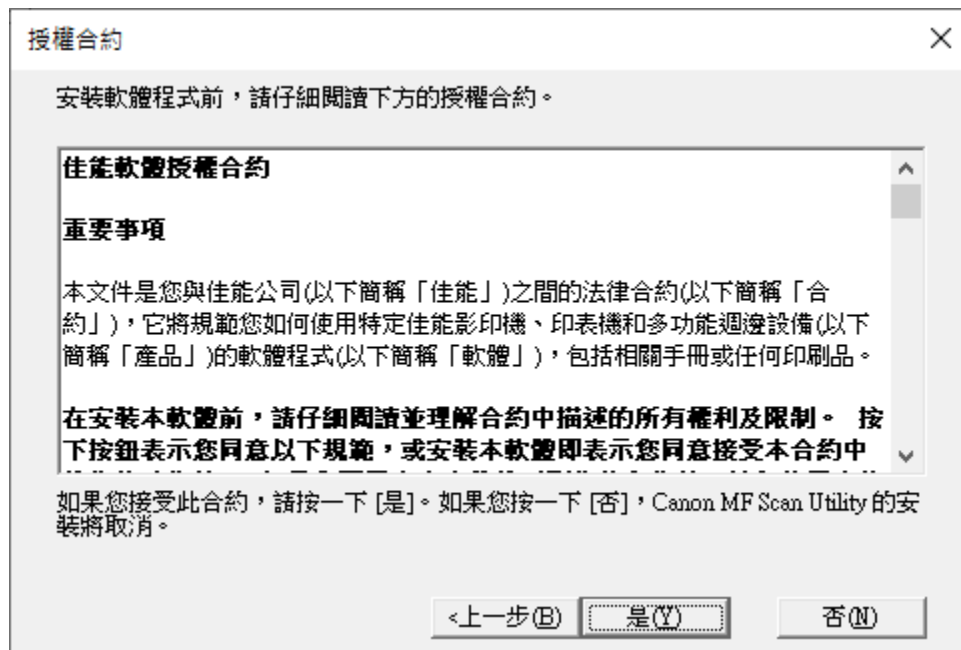 授權合約
安裝軟體程式前，請仔細閱讀下方的授權合約。
佳能軟體授權合約
重要事項
本文件是您與佳能公司(以下簡稱「佳能」)之間的法律合約(以下簡稱「合
約」)，它將規範您如何使用特定佳能影印機、印表機和多功能週邊設備(以下
簡稱「產品」)的軟體程式(以下簡稱「軟體」)，包括相關手冊或任何印刷品。
在安裝本軟體前，請仔細閱讀並理解合約中描述的所有權利及限制。 按
下按鈕表示您同意以下規範，或安裝本軟體即表示您同意接受本合約中
如果您接受此合約，請按一下 [是]。如果您按一下 [否]，Canon MF Scan Utility 的安
裝將取消。
<上一步(B) 是(Y) 否(N)